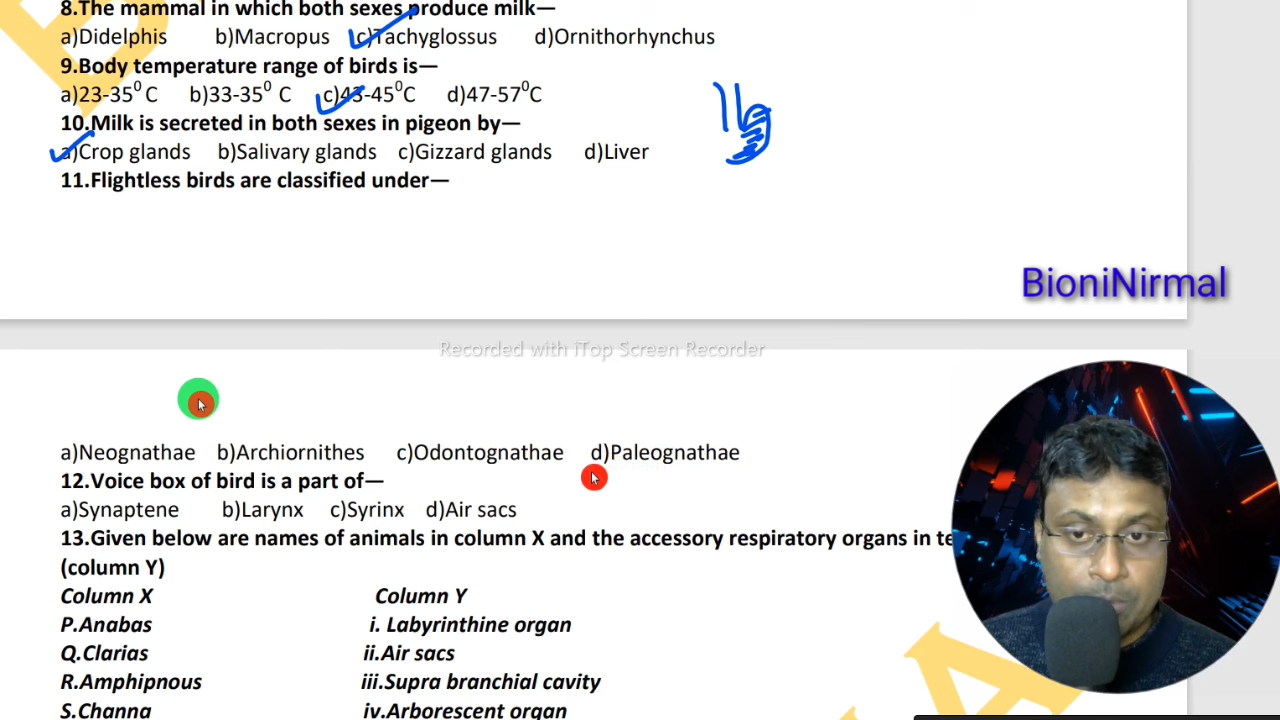 8.The mammal in which both sexes produce milk—
a)Didelphis b)Macropus c)Tachyglossus d)Ornithorhynchus
9.Body temperature range of birds is—
a)23-35⁰ C b)33-35⁰ C c)43-45⁰C d)47-57⁰C
10.Milk is secreted in both sexes in pigeon by—
a)Crop glands b)Salivary glands c)Gizzard glands d)Liver
11.Flightless birds are classified under—
BioniNirmal
Recorded with iTop Screen Recorder
a)Neognathae b)Archiornithes c)Odontognathae d)Paleognathae
12.Voice box of bird is a part of—
a)Synaptene b)Larynx c)Syrinx d)Air sacs
13.Given below are names of animals in column X and the accessory respiratory organs in
(column Y)
Column X Column Y
P.Anabas i. Labyrinthine organ
Q.Clarias ii.Air sacs
R.Amphipnous iii.Supra branchial cavity
S.Channa iv.Arborescent organ